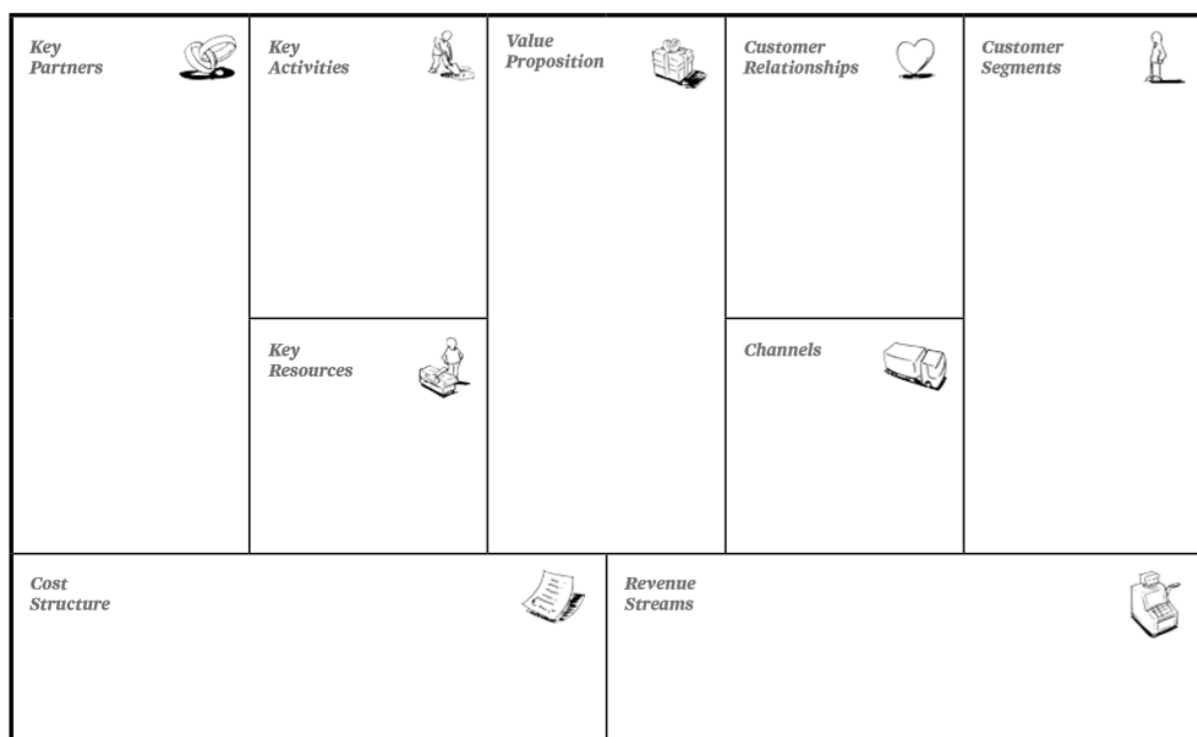 Key
Partners
Key
Activities
Value
Proposition
Customer
Relationships
Customer
Segments
Key
Resources
Channels
Cost
Structure
Revenue
Streams